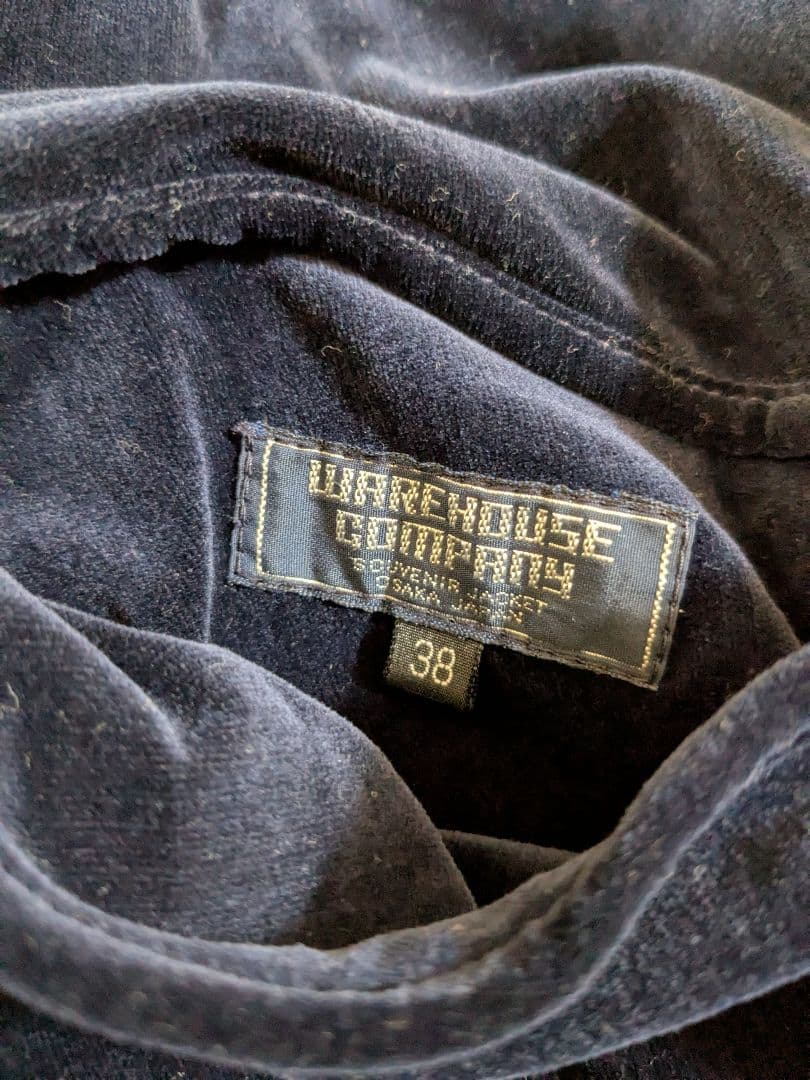 WAREHOUSE
COMPANY
SOUVENIR JACKET
OSAKA JAPAN
38